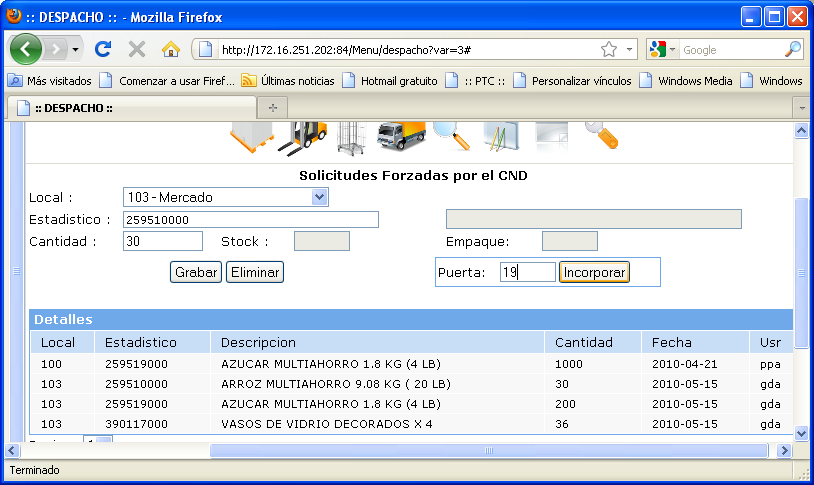 :: DESPACHO :: - Mozilla Firefox
http://172.16.251.202:84/Menu/despacho?var=3#
Google
Más visitados Comenzar a usar Firef... Últimas noticias Hotmail gratuito :: PTC :: Personalizar vínculos Windows Media Windows
:: DESPACHO ::
Solicitudes Forzadas por el CND
Local : 103 - Mercado
Estadistico : 259510000
Cantidad : 30 Stock : Empaque:
Grabar Eliminar Puerta: 19 Incorporar
Detalles
Local Estadistico Descripcion Cantidad Fecha Usr
100 259519000 AZUCAR MULTIAHORRO 1.8 KG (4 LB) 1000 2010-04-21 ppa
103 259510000 ARROZ MULTIAHORRO 9.08 KG ( 20 LB) 30 2010-05-15 gda
103 259519000 AZUCAR MULTIAHORRO 1.8 KG (4 LB) 200 2010-05-15 gda
103 390117000 VASOS DE VIDRIO DECORADOS X 4 36 2010-05-15 gda
Terminado